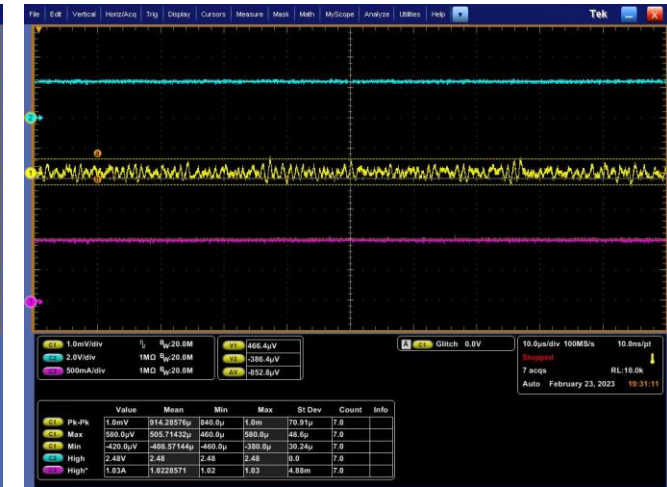 File Edit Vertical Horiz/Acq Trig Display Cursors Measure Mask Math MyScope Analyze Utilities Help Tek X
2
a
1
3
C1 1.0mV/div BW:20.0M
C2 2.0V/div 1MΩ BW:20.0M
C3 500mA/div 1MΩ BW:20.0M
V1 466.4μV
V2 -386.4μV
ΔV -852.8μV
A C1 Glitch 0.0V
10.0μs/div 100MS/s 10.0ns/pt
Stopped
7 acqs RL:10.0k
Auto February 23, 2023 19:31:11
Value Mean Min Max St Dev Count Info
C1 Pk-Pk 1.0mV 914.28576μ 840.0μ 1.0m 70.91μ 7.0
C1 Max 580.0μV 505.71432μ 460.0μ 580.0μ 48.6μ 7.0
C1 Min -420.0μV -408.57144μ -460.0μ -380.0μ 30.24μ 7.0
C2 High 2.48V 2.48 2.48 2.48 0.0 7.0
High* 1.03A 1.0228571 1.02 1.03 4.88m 7.0